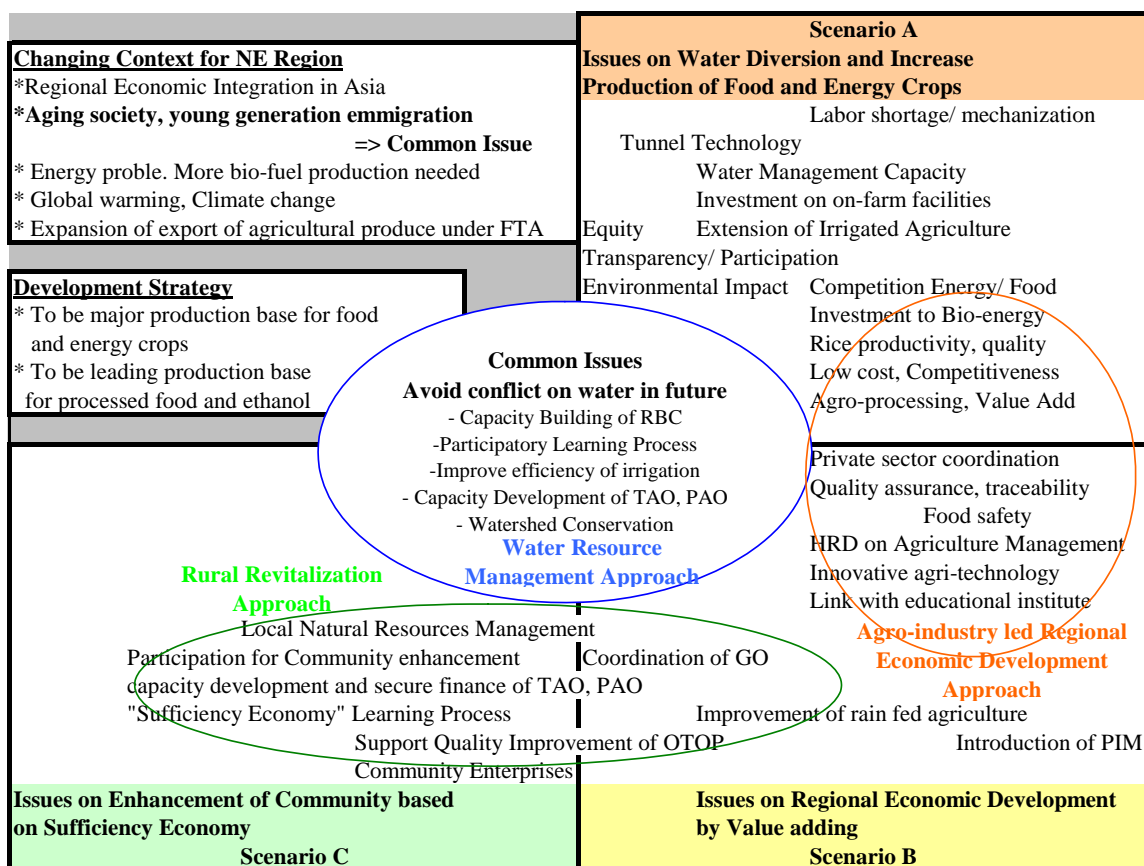 Changing Context for NE Region
*Regional Economic Integration in Asia
*Aging society, young generation emmigration
=> Common Issue
* Energy proble. More bio-fuel production needed
* Global warming, Climate change
* Expansion of export of agricultural produce under FTA
Development Strategy
* To be major production base for food
and energy crops
* To be leading production base
for processed food and ethanol
Scenario A
Issues on Water Diversion and Increase
Production of Food and Energy Crops
Labor shortage/ mechanization
Tunnel Technology
Water Management Capacity
Investment on on-farm facilities
Equity Extension of Irrigated Agriculture
Transparency/ Participation
Environmental Impact Competition Energy/ Food
Investment to Bio-energy
Rice productivity, quality
Low cost, Competitiveness
Agro-processing, Value Add
Common Issues
Avoid conflict on water in future
- Capacity Building of RBC
-Participatory Learning Process
-Improve efficiency of irrigation
- Capacity Development of TAO, PAO
- Watershed Conservation
Water Resource
Management Approach
Private sector coordination
Quality assurance, traceability
Food safety
HRD on Agriculture Management
Innovative agri-technology
Link with educational institute
Agro-industry led Regional
Economic Development
Approach
Rural Revitalization
Approach
Local Natural Resources Management
Participation for Community enhancement
Coordination of GO
capacity development and secure finance of TAO, PAO
"Sufficiency Economy" Learning Process
Improvement of rain fed agriculture
Support Quality Improvement of OTOP
Introduction of PIM
Community Enterprises
Issues on Enhancement of Community based
on Sufficiency Economy
Scenario C
Issues on Regional Economic Development
by Value adding
Scenario B